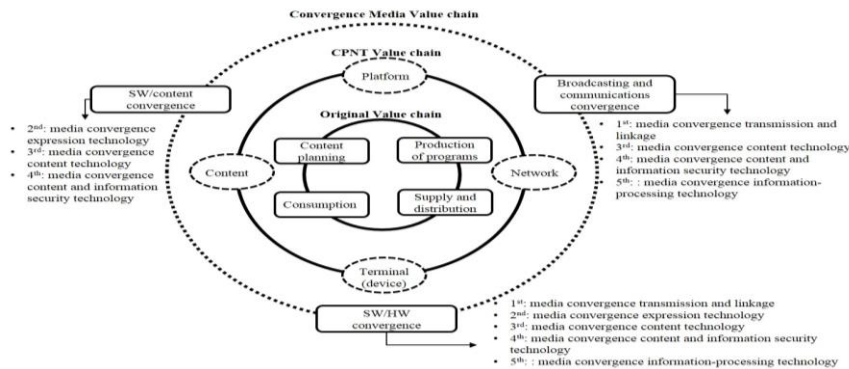 Convergence Media Value chain
CPNT Value chain
Platform
SW/content
convergence
Broadcasting and
communications
convergence
• 2nd: media convergence
expression technology
• 3rd: media convergence
content technology
• 4th: media convergence
content and information
security technology
Original Value chain
Content
planning
Production
of programs
Content
Network
Consumption
Supply and
distribution
• 1st: media convergence transmission and
linkage
• 3rd: media convergence content technology
• 4th: media convergence content and
information security technology
• 5th: : media convergence information-
processing technology
Terminal
(device)
SW/HW
convergence
• 1st: media convergence transmission and linkage
• 2nd: media convergence expression technology
• 3rd: media convergence content technology
• 4th: media convergence content and information security
technology
• 5th: : media convergence information-processing technology